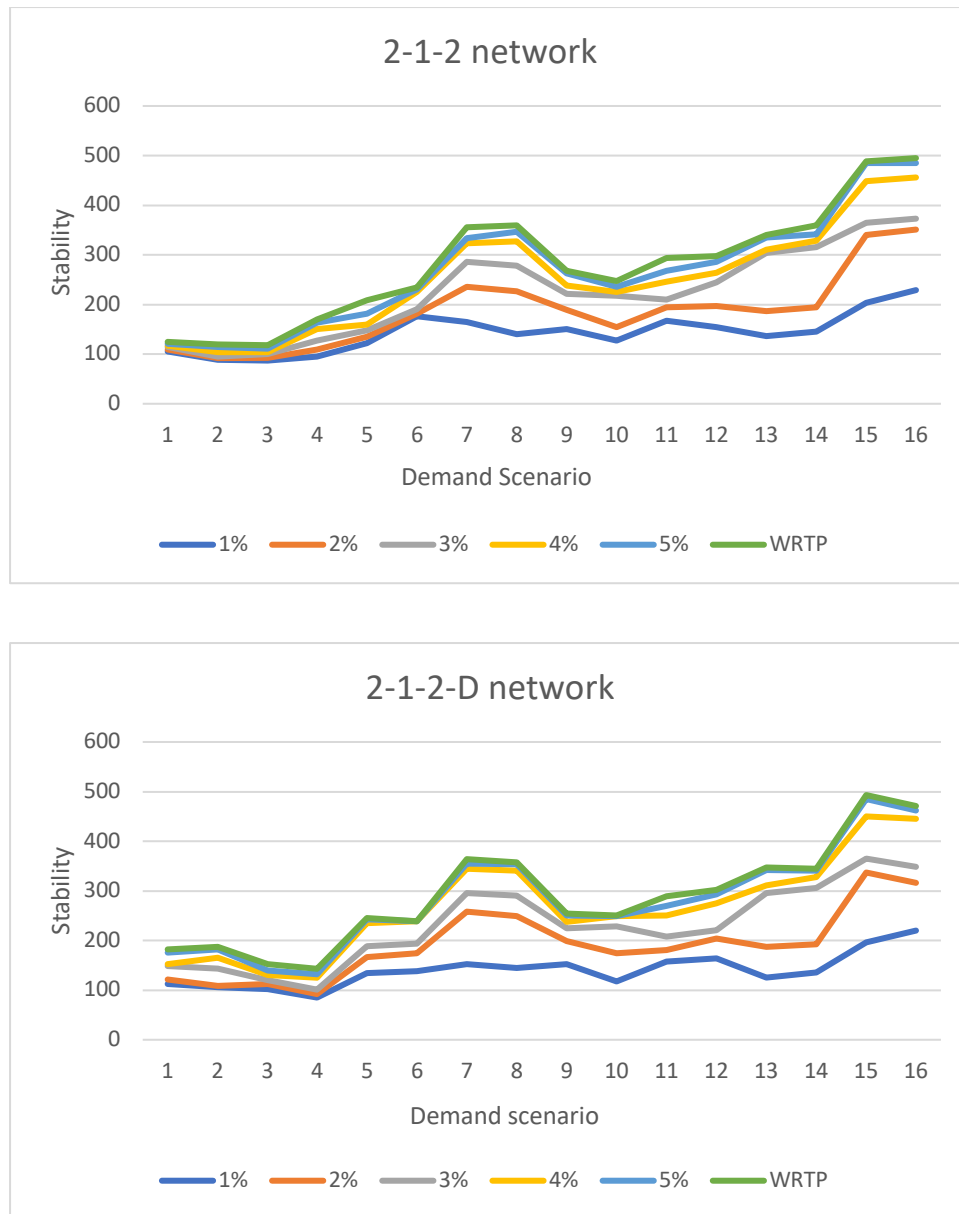 2-1-2 network
600
500
400
300
200
100
0
Stability
1 2 3 4 5 6 7 8 9 10 11 12 13 14 15 16
Demand Scenario
1% 2% 3% 4% 5% WRTP
2-1-2-D network
600
500
400
300
200
100
0
Stability
1 2 3 4 5 6 7 8 9 10 11 12 13 14 15 16
Demand scenario
1% 2% 3% 4% 5% WRTP